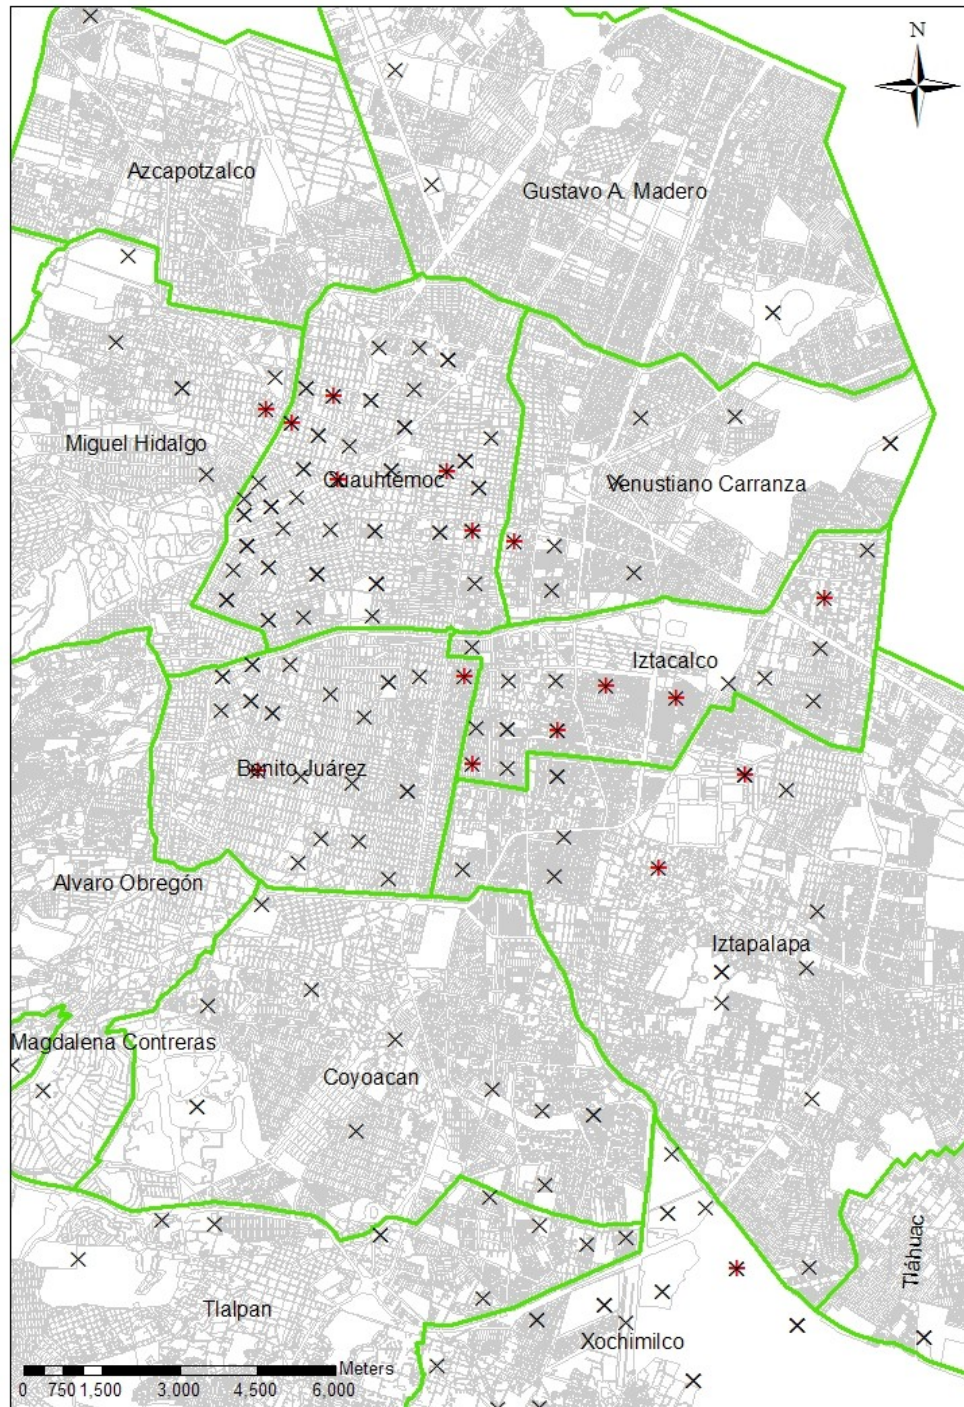 N
Azcapotzalco
Gustavo A. Madero
Miguel Hidalgo
Cuauhtémoc
Venustiano Carranza
Iztacalco
Benito Juárez
Alvaro Obregón
Iztapalapa
Magdalena Contreras
Coyoacan
Tláhuac
Tlalpan
Xochimilco
Meters
0 750 1,500 3,000 4,500 6,000